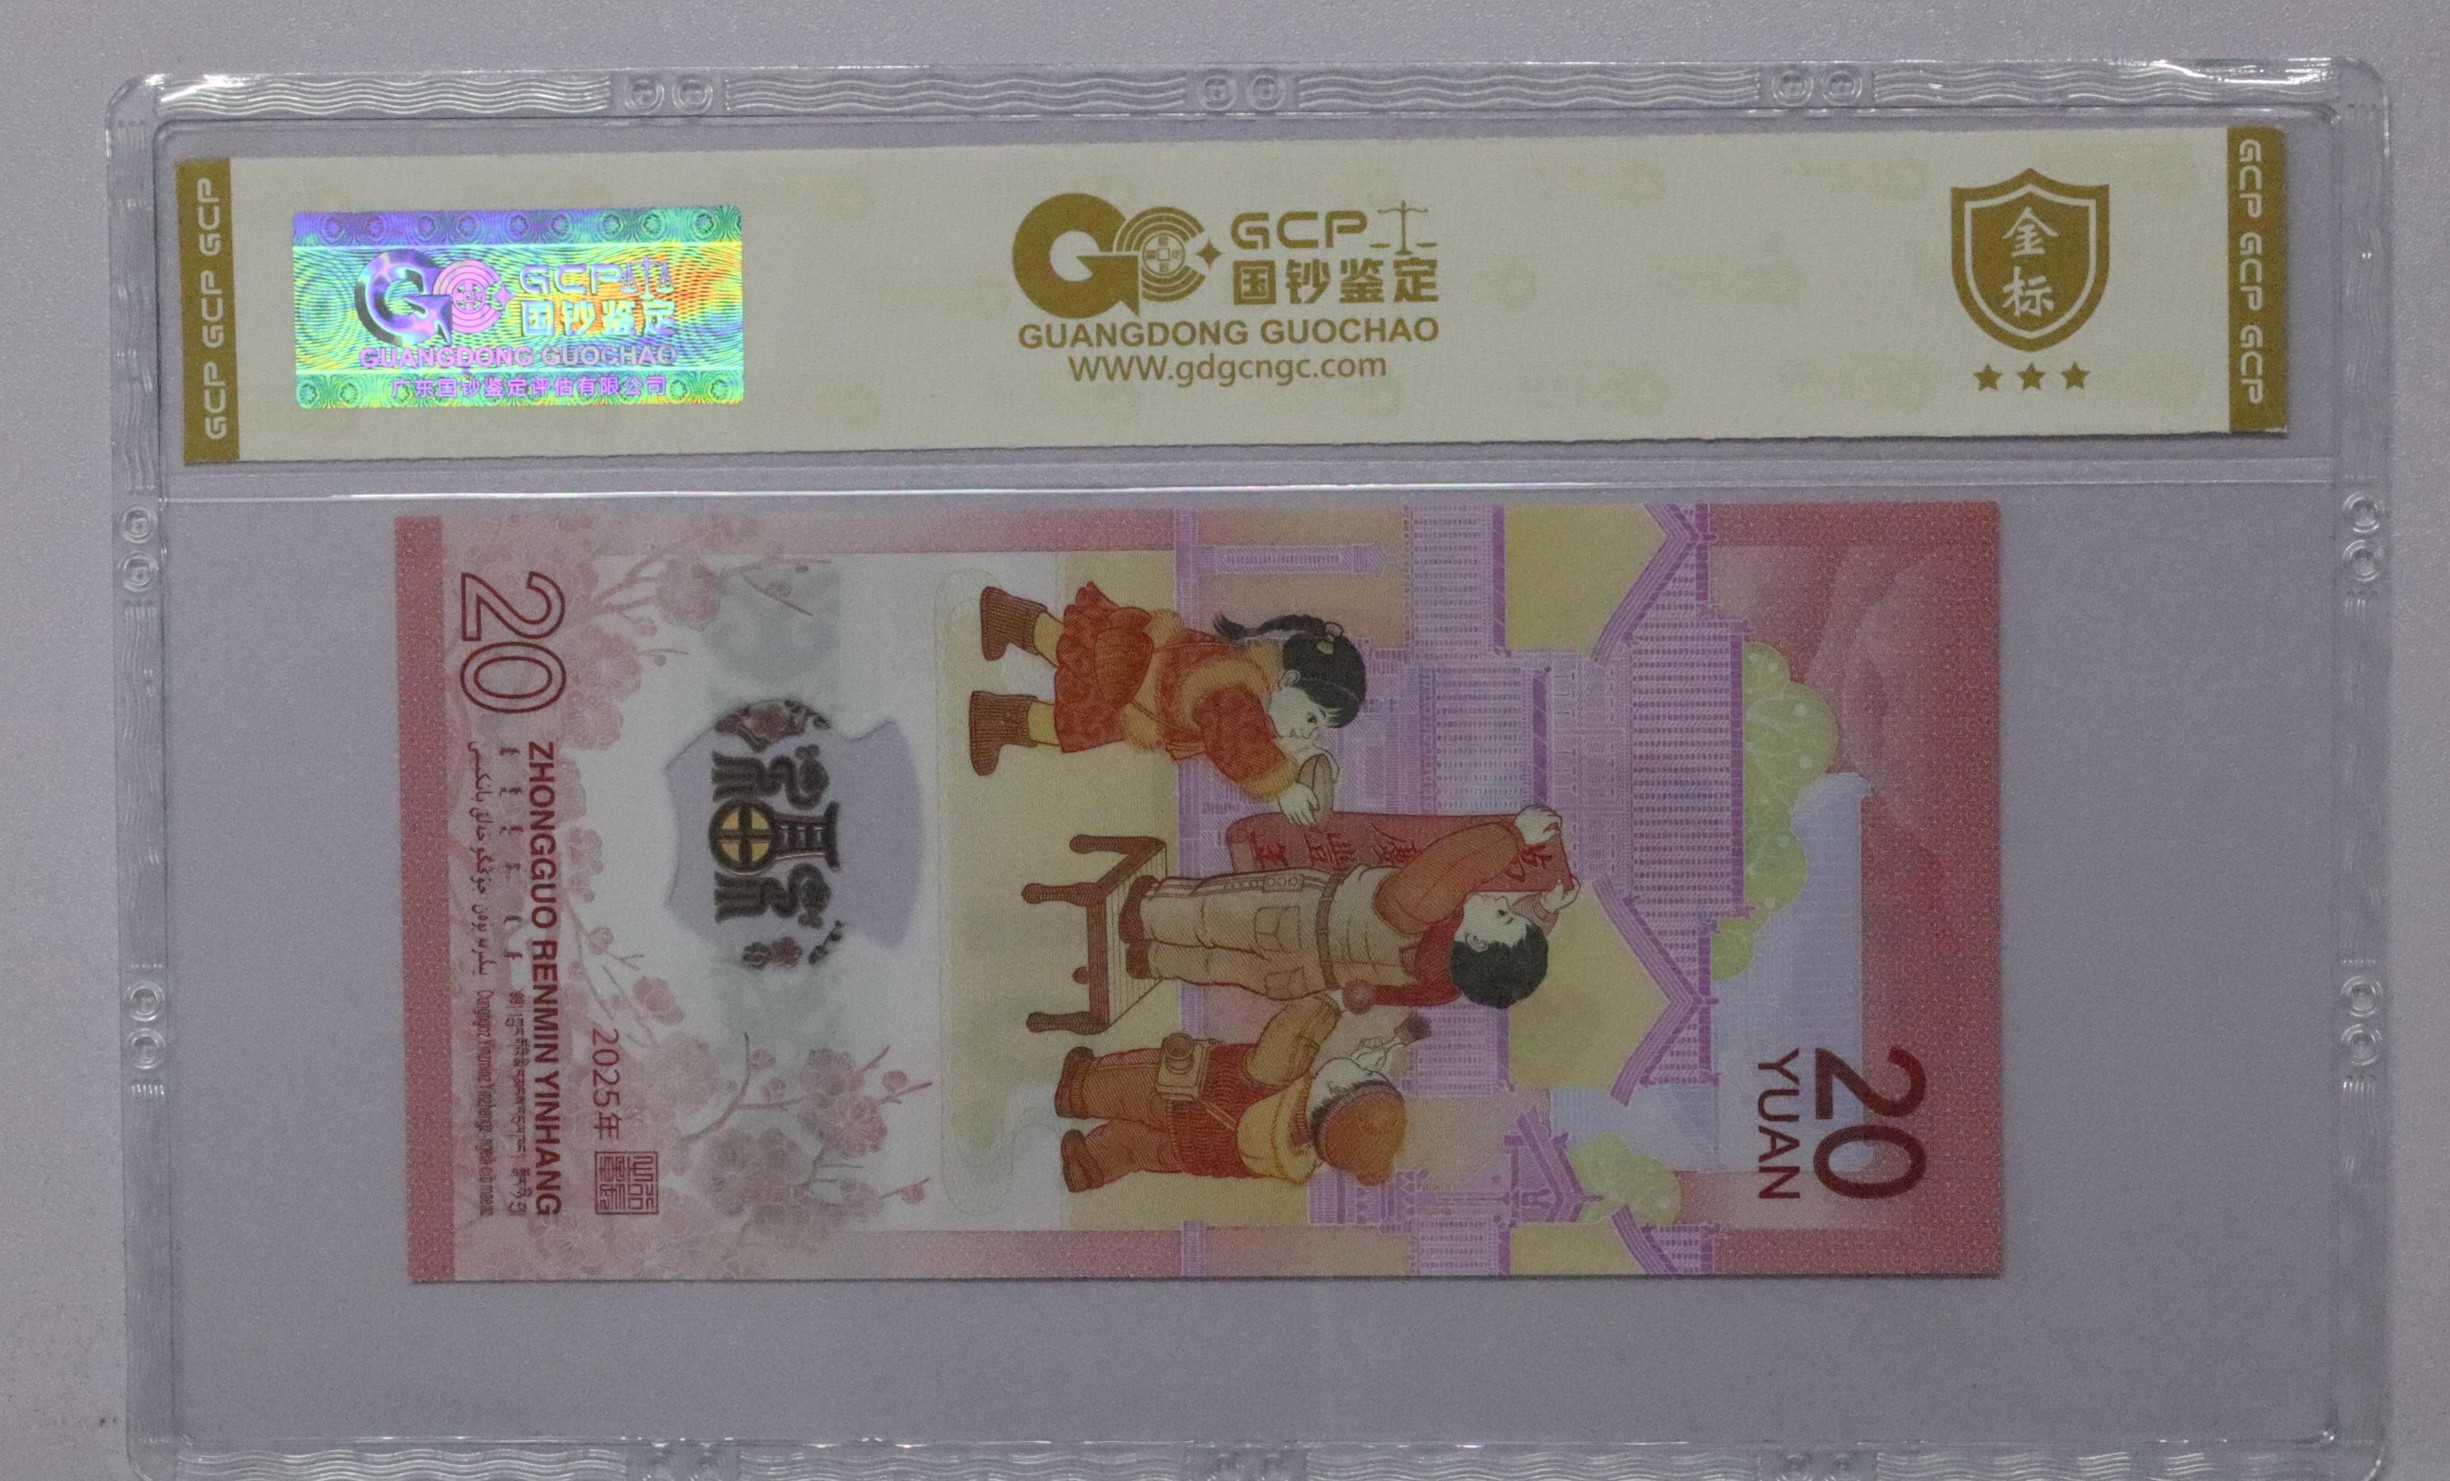 GCP GCP GCP
GCP
国钞鉴定
GUANGDONG GUOCHAO
广东国钞鉴定评估有限公司
GCP
国钞鉴定
GUANGDONG GUOCHAO
WWW.gdgcngc.com
金
标
GCP GCP GCP
20
YUAN
2025年
ZHONGGUO RENMIN YINHANG
20